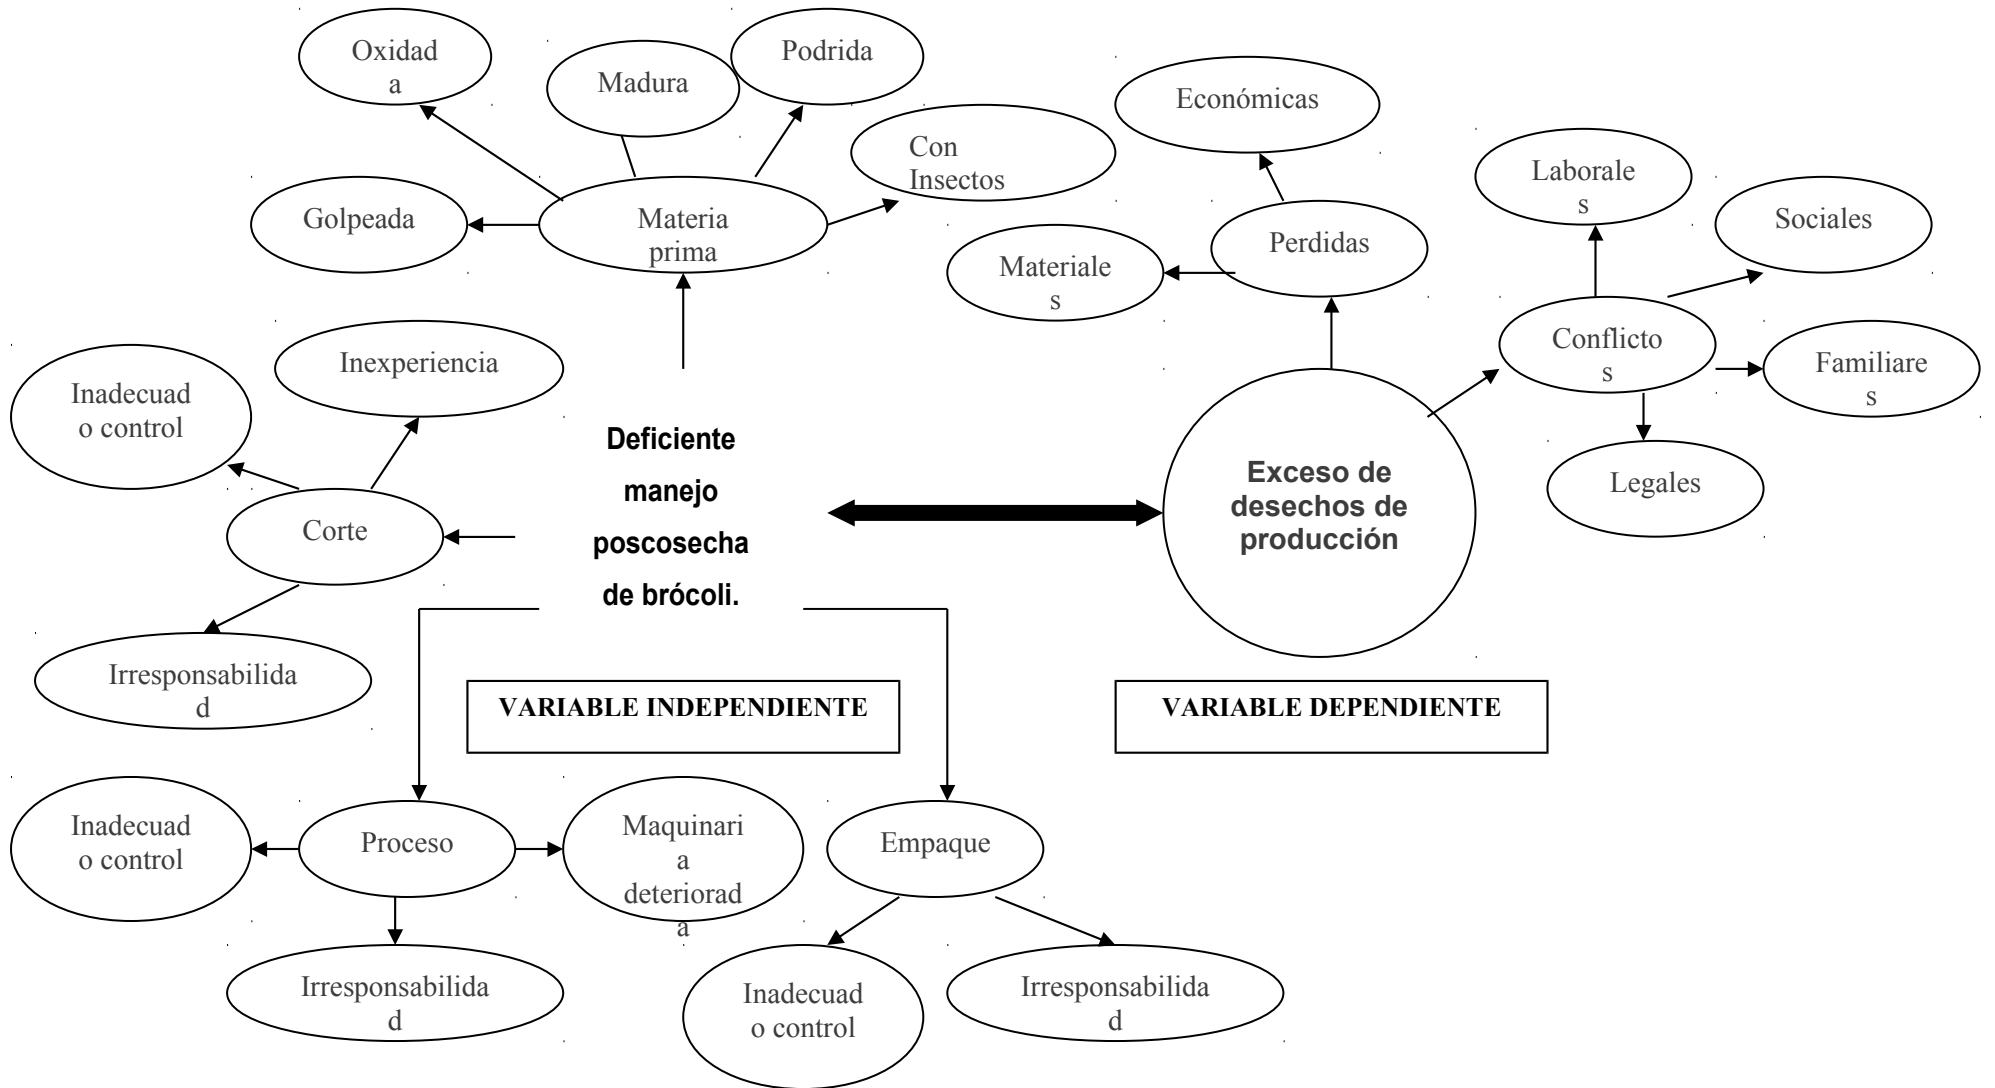 Oxidad
a
Madura
Podrida
Con
Insectos
Golpeada
Materia
prima
Económicas
Materiale
s
Perdidas
Laborale
s
Sociales
Conflicto
s
Familiare
s
Legales
Inadecuad
o control
Inexperiencia
Corte
Irresponsabilida
d
Deficiente
manejo
poscosecha
de brócoli.
Exceso de
desechos de
producción
VARIABLE INDEPENDIENTE
VARIABLE DEPENDIENTE
Inadecuad
o control
Proceso
Maquinari
a
deteriorad
a
Irresponsabilida
d
Empaque
Inadecuad
o control
Irresponsabilida
d